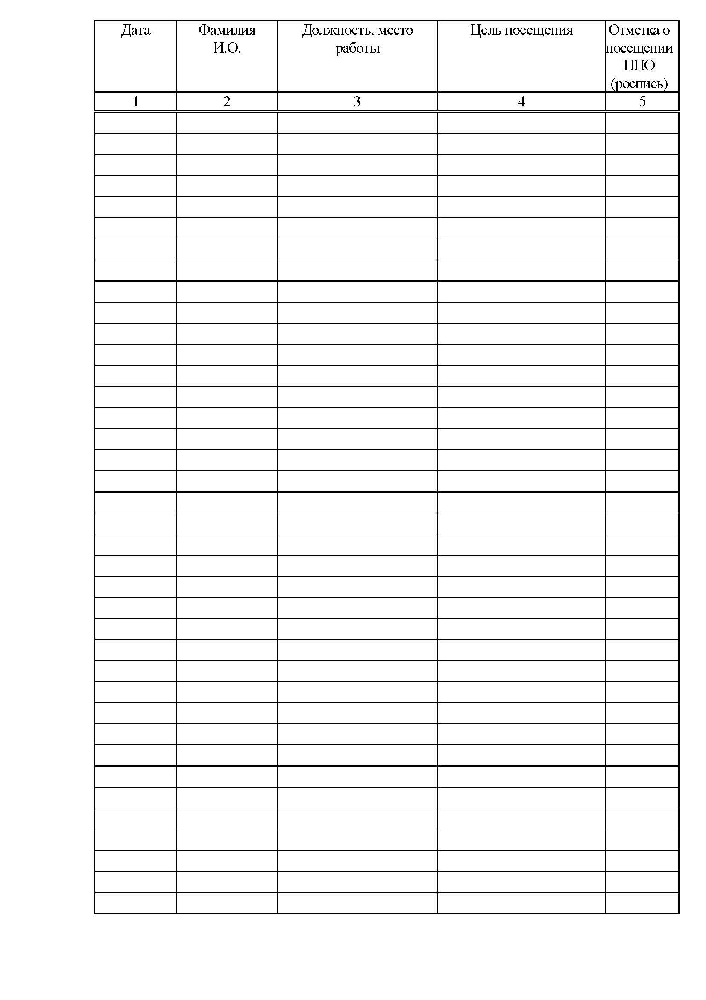 Дата
Фамилия
И.О.
Должность, место
работы
Цель посещения
Отметка о
посещении
ППО
(роспись)
1 2 3 4 5